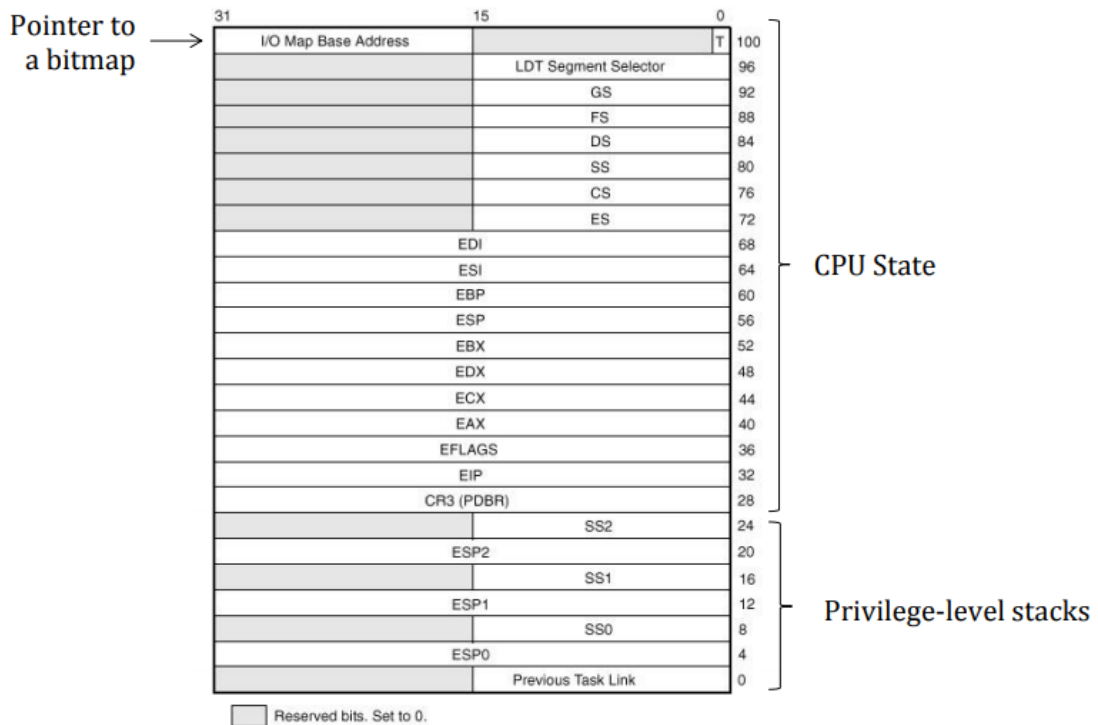 31 15 0
Pointer to
a bitmap
I/O Map Base Address T 100
LDT Segment Selector 96
GS 92
FS 88
DS 84
SS 80
CS 76
ES 72
EDI 68
ESI 64
CPU State
EBP 60
ESP 56
EBX 52
EDX 48
ECX 44
EAX 40
EFLAGS 36
EIP 32
CR3 (PDBR) 28
SS2 24
ESP2 20
SS1 16
ESP1 12
Privilege-level stacks
SS0 8
ESP0 4
Previous Task Link 0
Reserved bits. Set to 0.